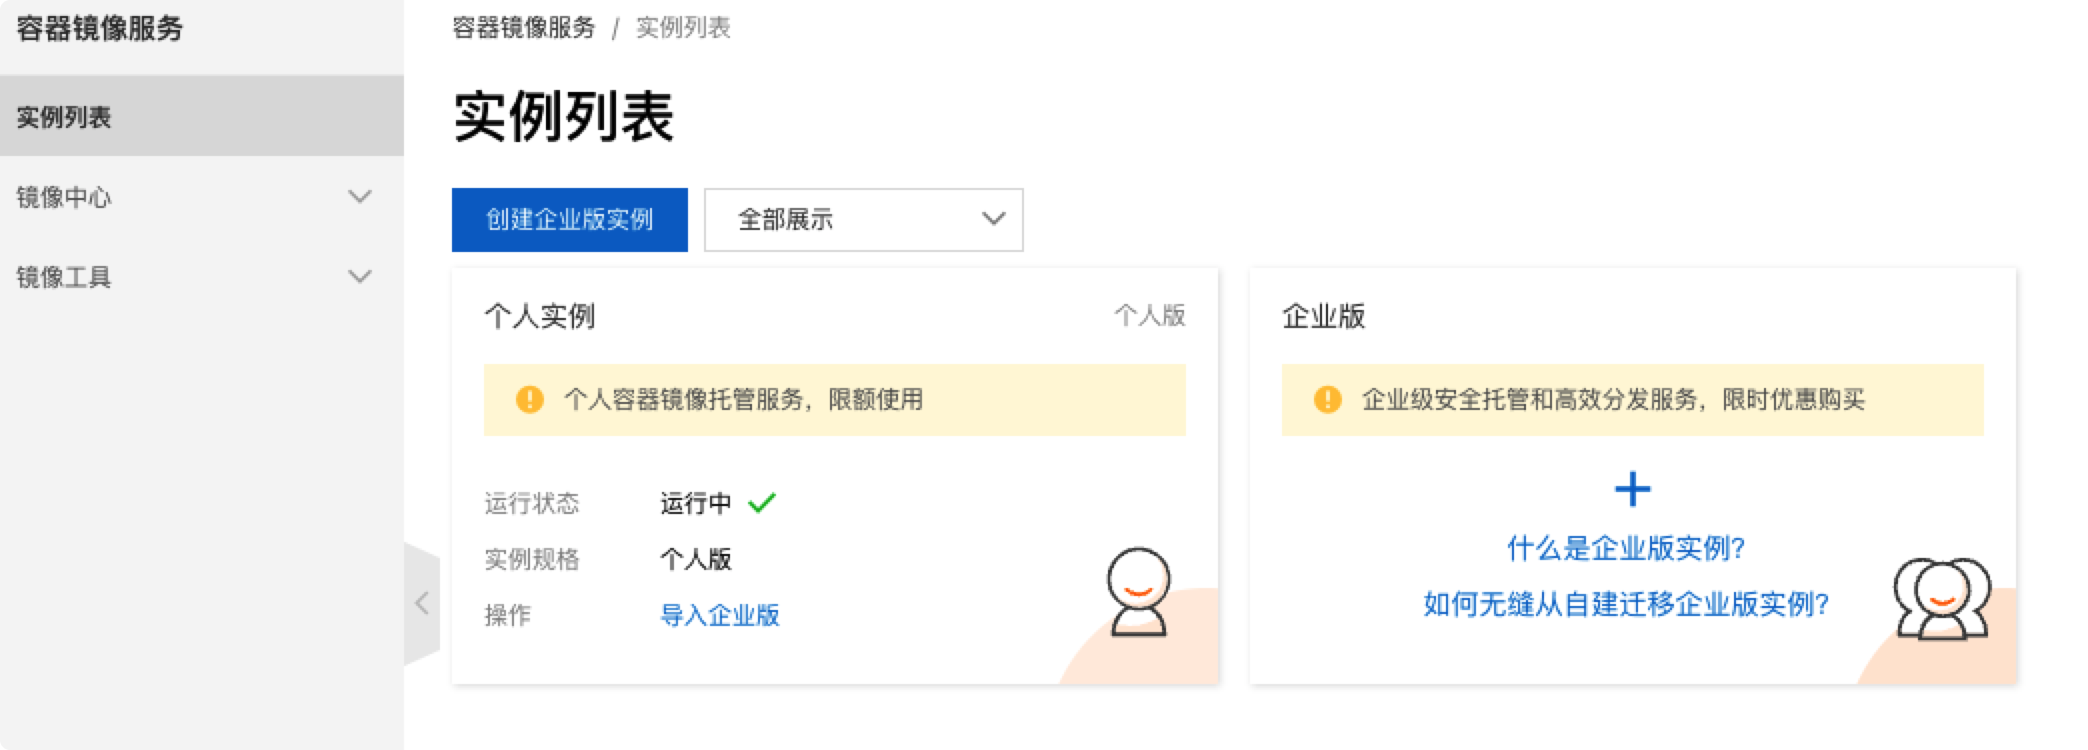 容器镜像服务
实例列表
镜像中心
镜像工具
容器镜像服务 / 实例列表
实例列表
创建企业版实例
全部展示
个人实例
个人版
个人容器镜像托管服务，限额使用
运行状态 运行中
实例规格 个人版
操作 导入企业版
企业版
企业级安全托管和高效分发服务，限时优惠购买
什么是企业版实例?
如何无缝从自建迁移企业版实例?